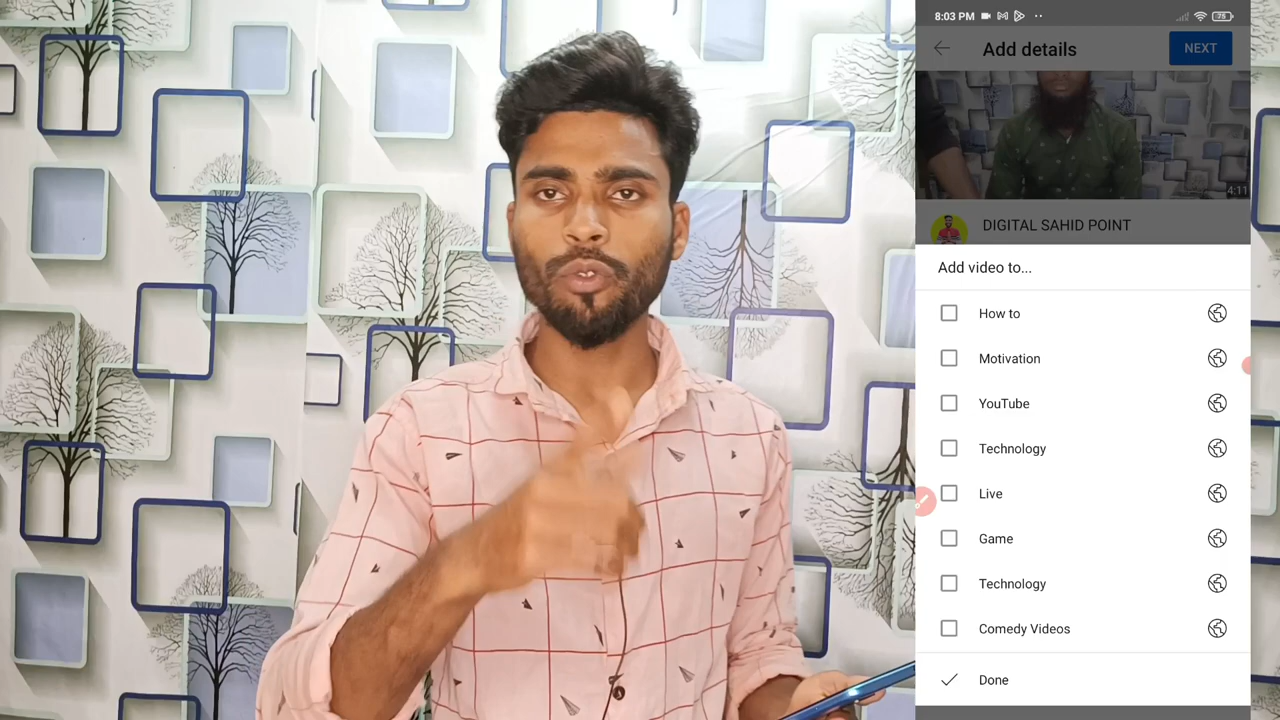 8:03 PM
75
Add details
NEXT
4:11
DIGITAL SAHID POINT
Add video to...
How to
Motivation
YouTube
Technology
Live
Game
Technology
Comedy Videos
Done